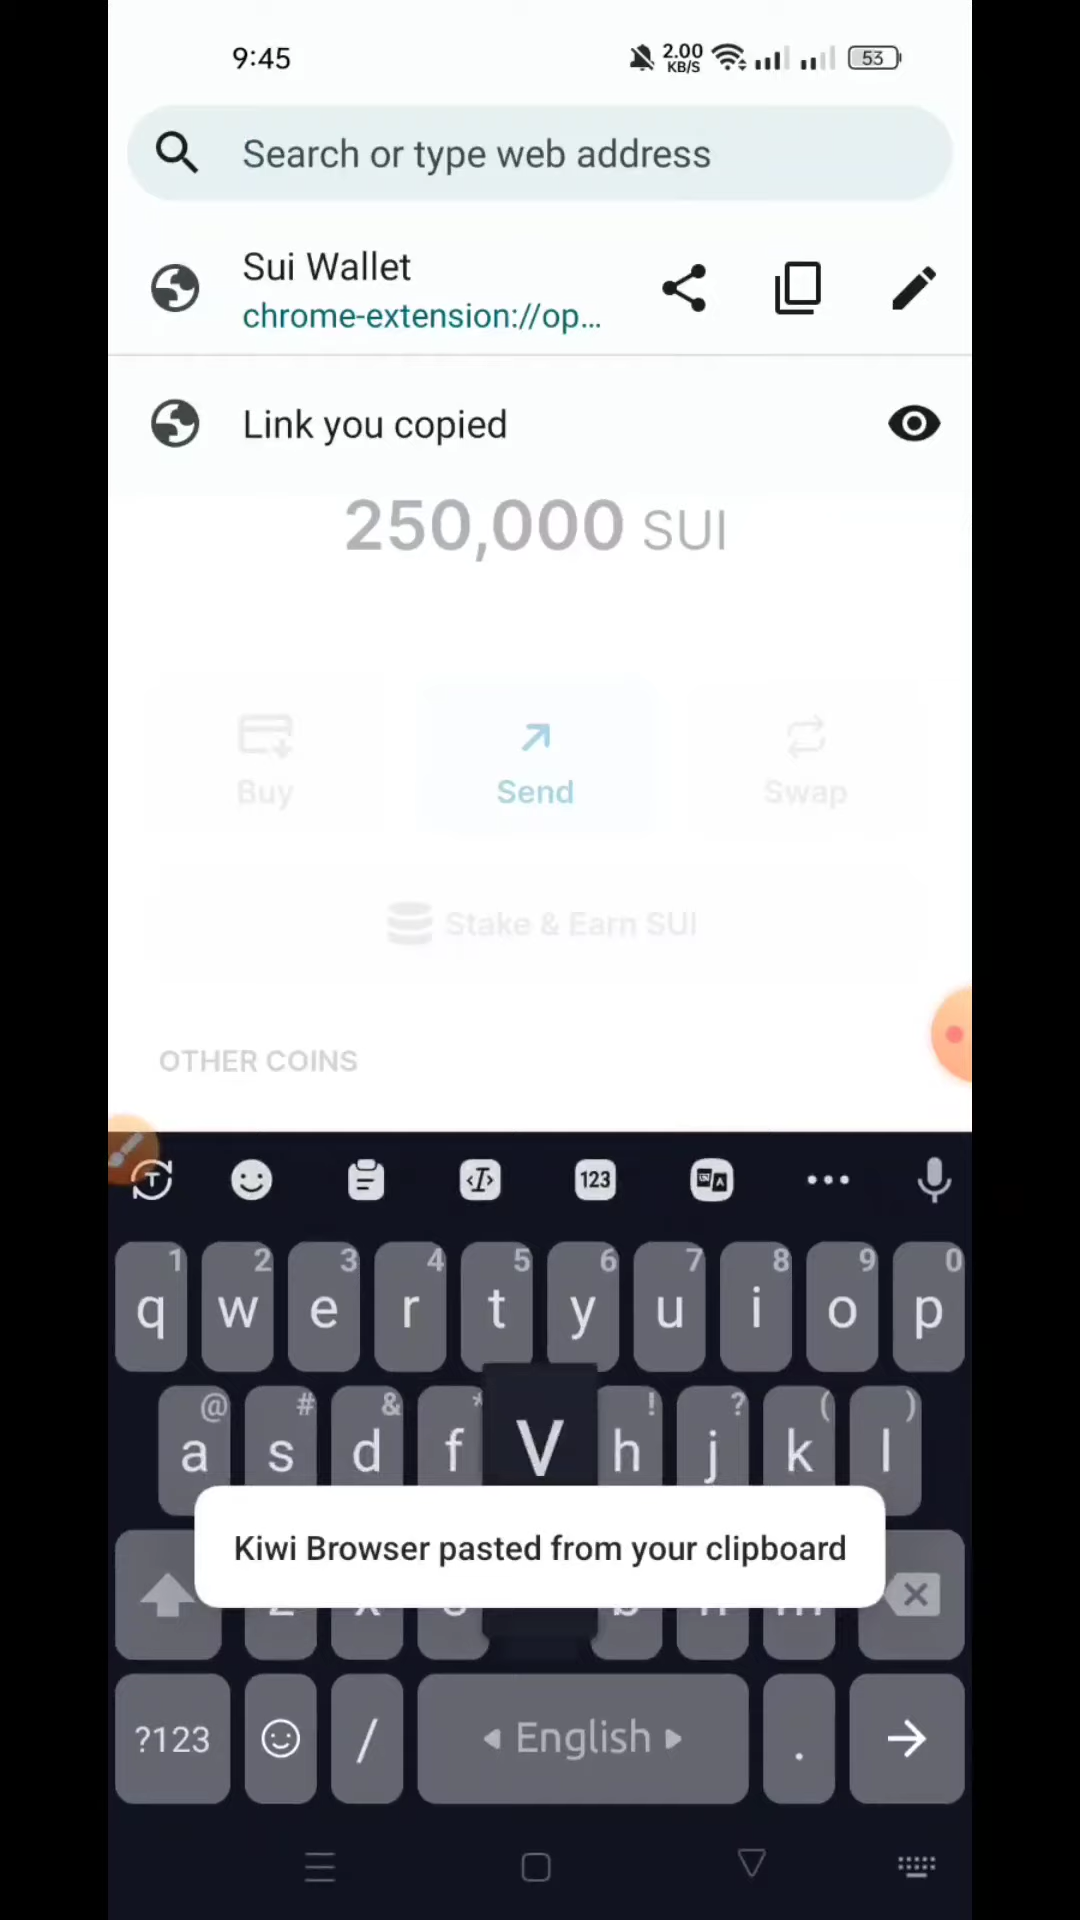 9:45
2.00
KB/S
53
Search or type web address
Sui Wallet
chrome-extension://op...
Link you copied
250,000 SUI
Buy
Send
Swap
Stake & Earn SUI
OTHER COINS
T
123
A
1 2 3 4 5 6 7 8 9 0
q w e r t y u i o p
@ # & * ! ? ( )
a s d f V h j k l
Kiwi Browser pasted from your clipboard
?123 / English .